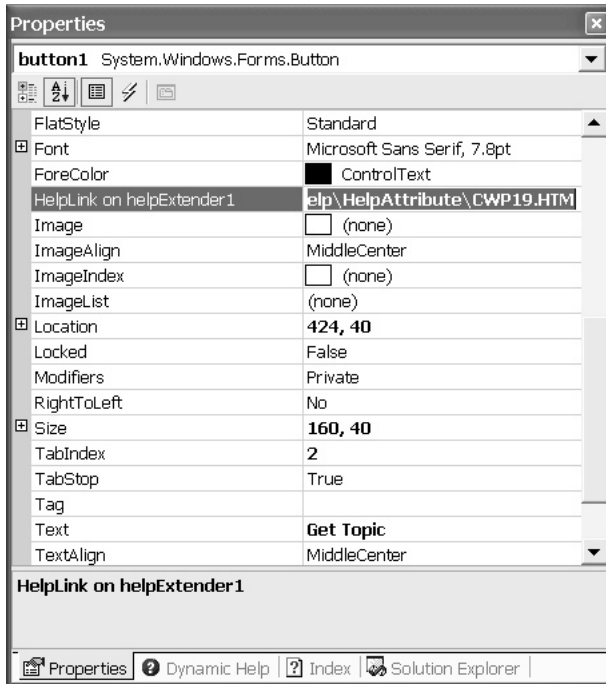 Properties
button1 System.Windows.Forms.Button
FlatStyle Standard
Font Microsoft Sans Serif, 7.8pt
ForeColor ControlText
HelpLink on helpExtender1 elp\HelpAttribute\CWP19.HTM
Image (none)
ImageAlign MiddleCenter
ImageIndex (none)
ImageList (none)
Location 424, 40
Locked False
Modifiers Private
RightToLeft No
Size 160, 40
TabIndex 2
TabStop True
Tag
Text Get Topic
TextAlign MiddleCenter
HelpLink on helpExtender1
Properties Dynamic Help Index Solution Explorer